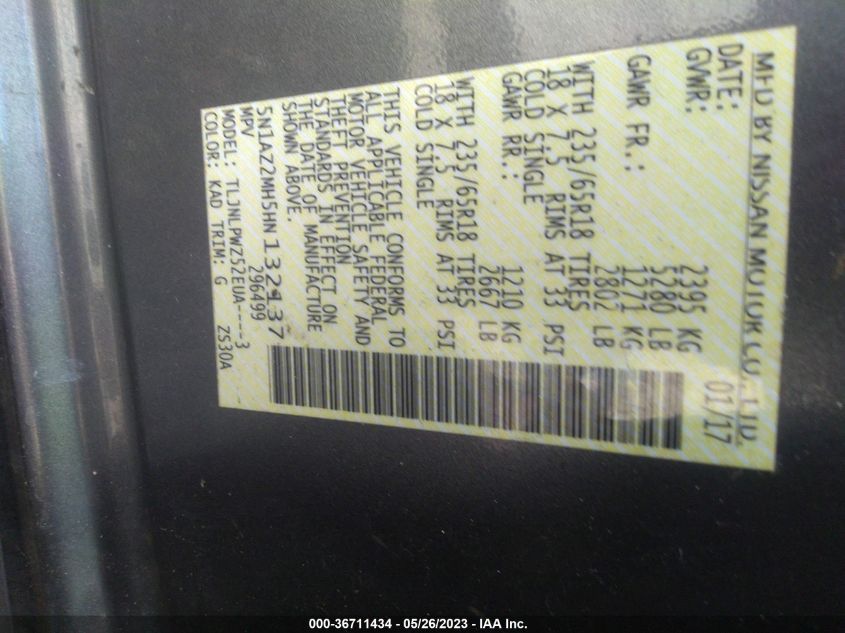 MFD BY NISSAN MOTOR CO., LTD.
DATE: 01/17
GVWR: 2395 KG
5280 LB
GAWR FR.: 1271 KG
2802 LB
WITH 235/65R18 TIRES
18 X 7.5 RIMS AT 33 PSI
COLD SINGLE
GAWR RR.: 1210 KG
2667 LB
WITH 235/65R18 TIRES
18 X 7.5 RIMS AT 33 PSI
COLD SINGLE
THIS VEHICLE CONFORMS TO
ALL APPLICABLE FEDERAL
MOTOR VEHICLE SAFETY AND
THEFT PREVENTION
STANDARDS IN EFFECT ON
THE DATE OF MANUFACTURE
SHOWN ABOVE.
5N1AZ2MH5HN132137
MPV 296499
MODEL: TLJNLPWZ52EUA----3
COLOR: KAD TRIM: G ZS30A
000-36711434 - 05/26/2023 - IAA Inc.